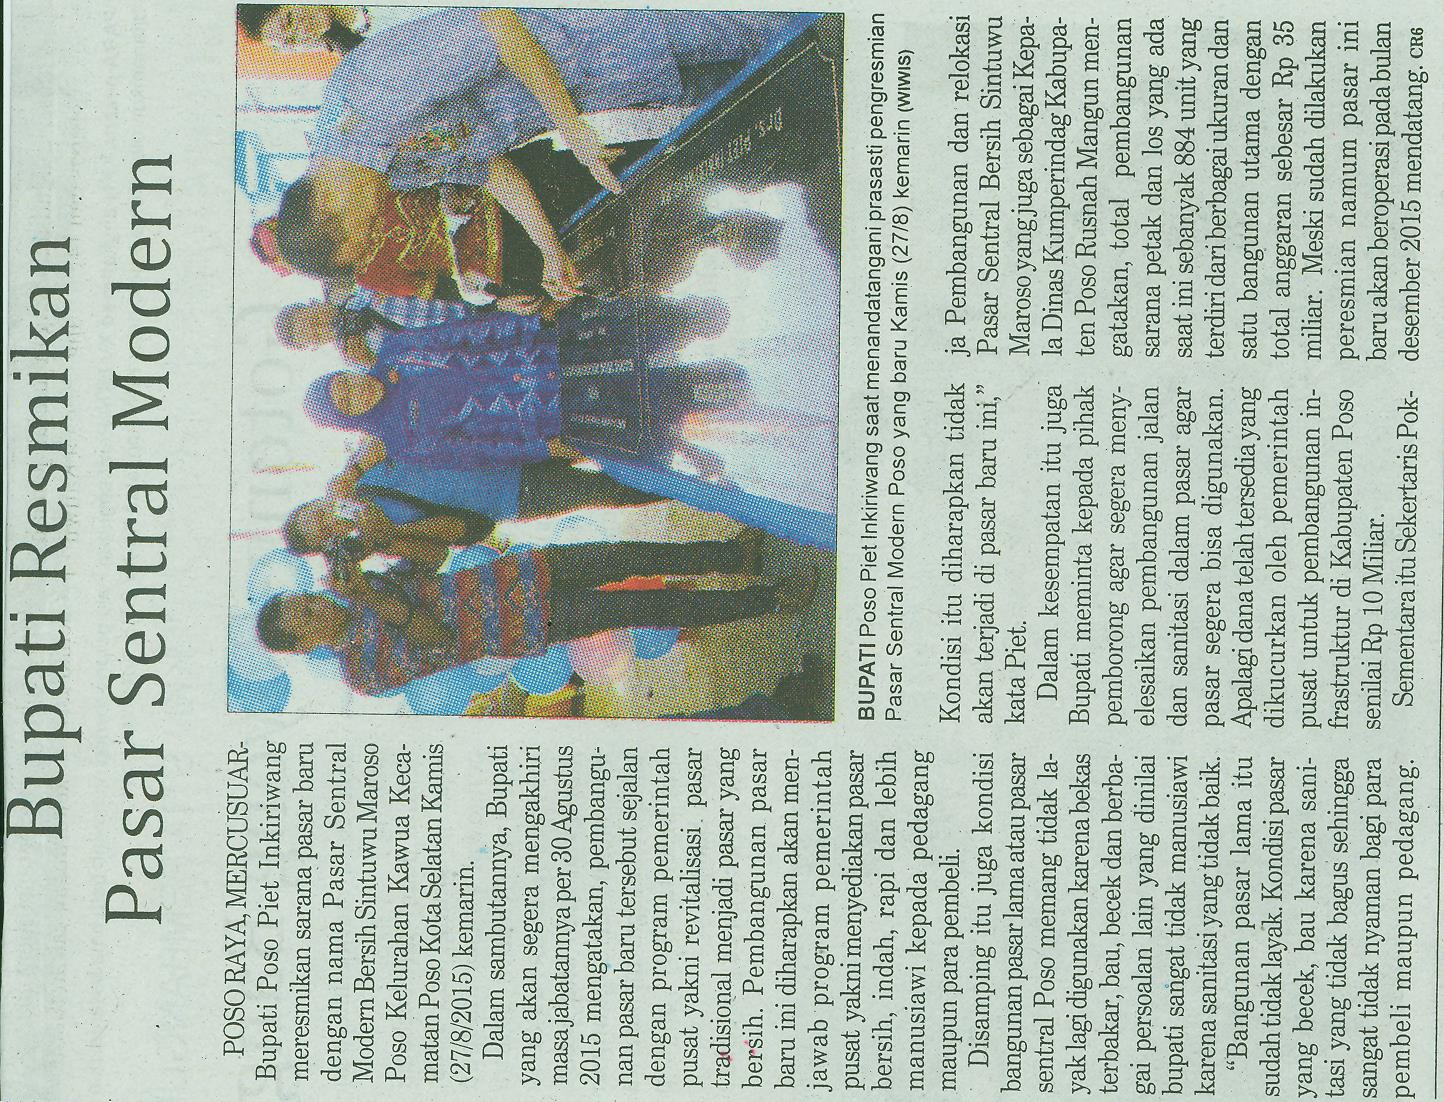 Bupati Resmikan
Pasar Sentral Modern
POSO RAYA, MERCUSUAR-
Bupati Poso Piet Inkiriwang
meresmikan sarana pasar baru
dengan nama Pasar Sentral
Modern Bersih Sintuwu Maroso
Poso Kelurahan Kawua Keca-
matan Poso Kota Selatan Kamis
(27/8/2015) kemarin.
Dalam sambutannya, Bupati
yang akan segera mengakhiri
masa jabatannya per 30 Agustus
2015 mengatakan, pembangu-
nan pasar baru tersebut sejalan
dengan program pemerintah
pusat yakni revitalisasi pasar
tradisional menjadi pasar yang
bersih. Pembangunan pasar
baru ini diharapkan akan men-
jawab program pemerintah
pusat yakni menyediakan pasar
bersih, indah, rapi dan lebih
manusiawi kepada pedagang
maupun para pembeli.
Disamping itu juga kondisi
bangunan pasar lama atau pasar
sentral Poso memang tidak la-
yak lagi digunakan karena bekas
terbakar, bau, becek dan berba-
gai persoalan lain yang dinilai
bupati sangat tidak manusiawi
karena sanitasi yang tidak baik.
“Bangunan pasar lama itu
sudah tidak layak. Kondisi pasar
yang becek, bau karena sani-
tasi yang tidak bagus sehingga
sangat tidak nyaman bagi para
pembeli maupun pedagang.
DRS. PIET
BUPATI Poso Piet Inkiriwang saat menandatangani prasasti pengresmian
Pasar Sentral Modern Poso yang baru Kamis (27/8) kemarin (WIWIS)
Kondisi itu diharapkan tidak
akan terjadi di pasar baru ini,”
kata Piet.
Dalam kesempatan itu juga
Bupati meminta kepada pihak
pemborong agar segera meny-
elesaikan pembangunan jalan
dan sanitasi dalam pasar agar
pasar segera bisa digunakan.
Apalagi dana telah tersedia yang
dikucurkan oleh pemerintah
pusat untuk pembangunan in-
frastruktur di Kabupaten Poso
senilai Rp 10 Miliar.
Sementara itu Sekertaris Pok-
ja Pembangunan dan relokasi
Pasar Sentral Bersih Sintuwu
Maroso yang juga sebagai Kepa-
la Dinas Kumperindag Kabupa-
ten Poso Rusnah Mangun men-
gatakan, total pembangunan
sarana petak dan los yang ada
saat ini sebanyak 884 unit yang
terdiri dari berbagai ukuran dan
satu bangunan utama dengan
total anggaran sebesar Rp 35
miliar. Meski sudah dilakukan
peresmian namum pasar ini
baru akan beroperasi pada bulan
desember 2015 mendatang. CR6